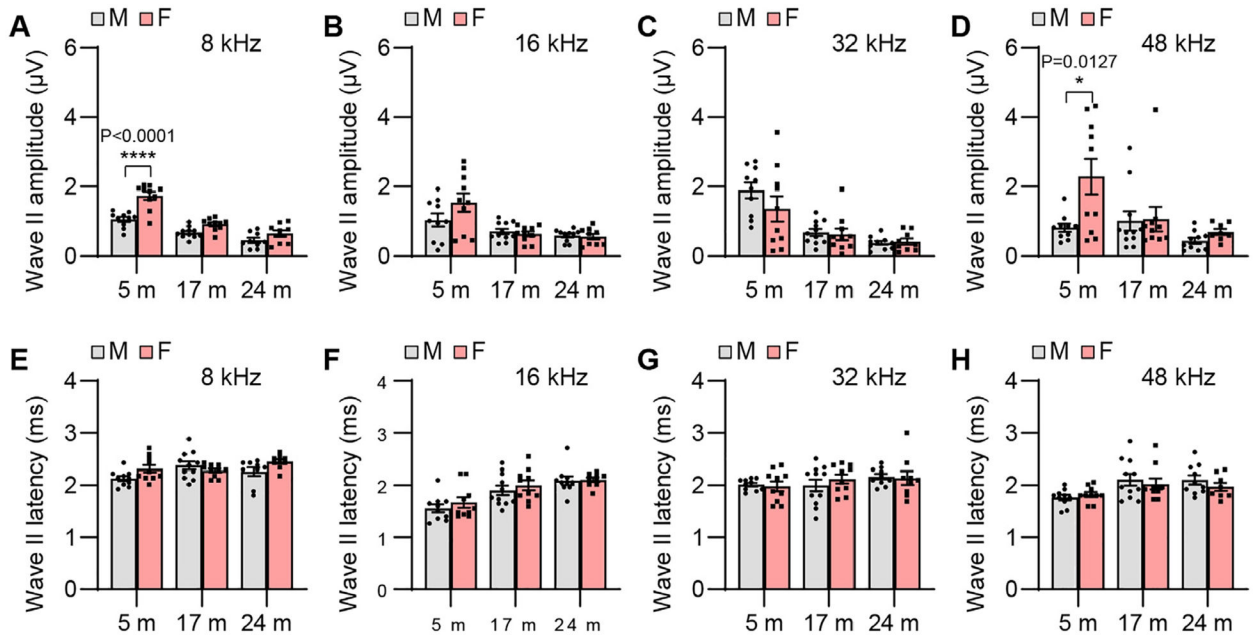 A
M F
8 kHz
Wave II amplitude (µV)
6
4
2
0
P<0.0001
****
5 m 17 m 24 m
B
M F
16 kHz
Wave II amplitude (µV)
6
4
2
0
5 m 17 m 24 m
C
M F
32 kHz
Wave II amplitude (µV)
6
4
2
0
5 m 17 m 24 m
D
M F
48 kHz
Wave II amplitude (µV)
6
4
2
0
P=0.0127
*
5 m 17 m 24 m
E
M F
8 kHz
Wave II latency (ms)
4
3
2
1
0
5 m 17 m 24 m
F
M F
16 kHz
Wave II latency (ms)
4
3
2
1
0
5 m 17 m 24 m
G
M F
32 kHz
Wave II latency (ms)
4
3
2
1
0
5 m 17 m 24 m
H
M F
48 kHz
Wave II latency (ms)
4
3
2
1
0
5 m 17 m 24 m